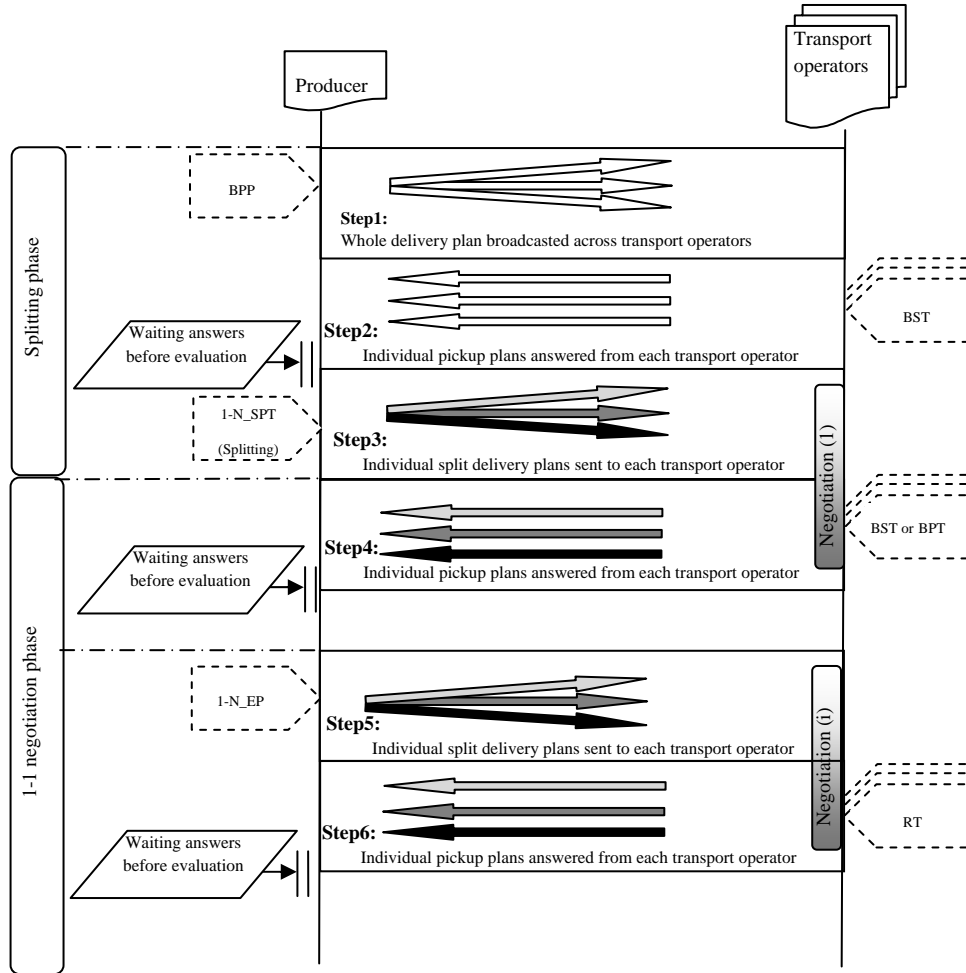 Transport
operators
Producer
Splitting phase
BPP
Step1:
Whole delivery plan broadcasted across transport operators
BST
Waiting answers
before evaluation
Step2:
Individual pickup plans answered from each transport operator
1-N_SPT
(Splitting)
Step3:
Individual split delivery plans sent to each transport operator
Negotiation (1)
1-1 negotiation phase
BST or BPT
Waiting answers
before evaluation
Step4:
Individual pickup plans answered from each transport operator
1-N_EP
Step5:
Individual split delivery plans sent to each transport operator
Negotiation (i)
RT
Step6:
Waiting answers
before evaluation
Individual pickup plans answered from each transport operator